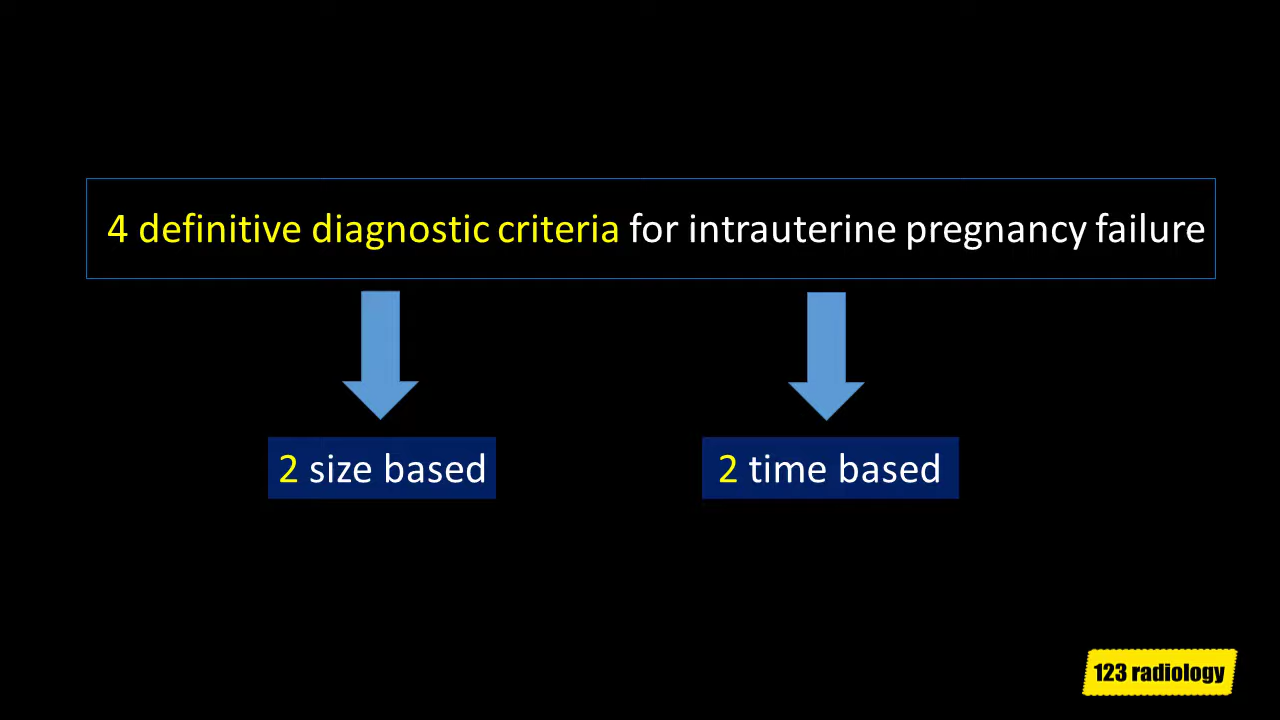 4 definitive diagnostic criteria for intrauterine pregnancy failure
2 size based
2 time based
123 radiology